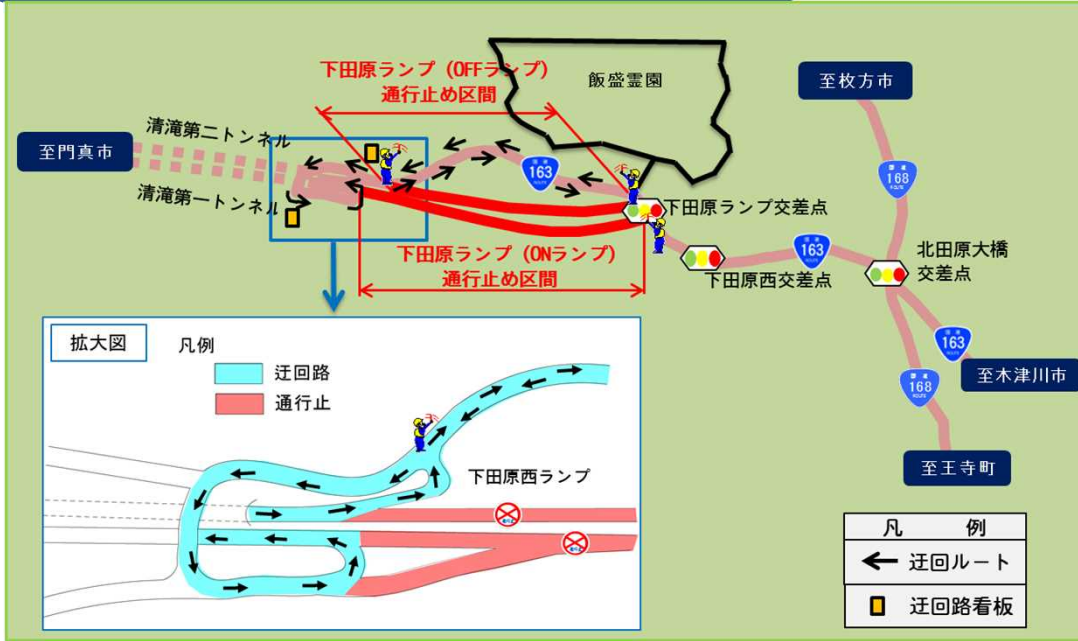 下田原ランプ（OFFランプ）
通行止め区間
飯盛霊園
至枚方市
清滝第二トンネル
至門真市
163
ROUTE
168
ROUTE
清滝第一トンネル
下田原ランプ交差点
下田原ランプ（ONランプ）
通行止め区間
163
ROUTE
下田原西交差点
北田原大橋
交差点
163
ROUTE
168
ROUTE
至木津川市
至王寺町
拡大図
凡例
迂回路
通行止
下田原西ランプ
凡 例
迂回ルート
迂回路看板